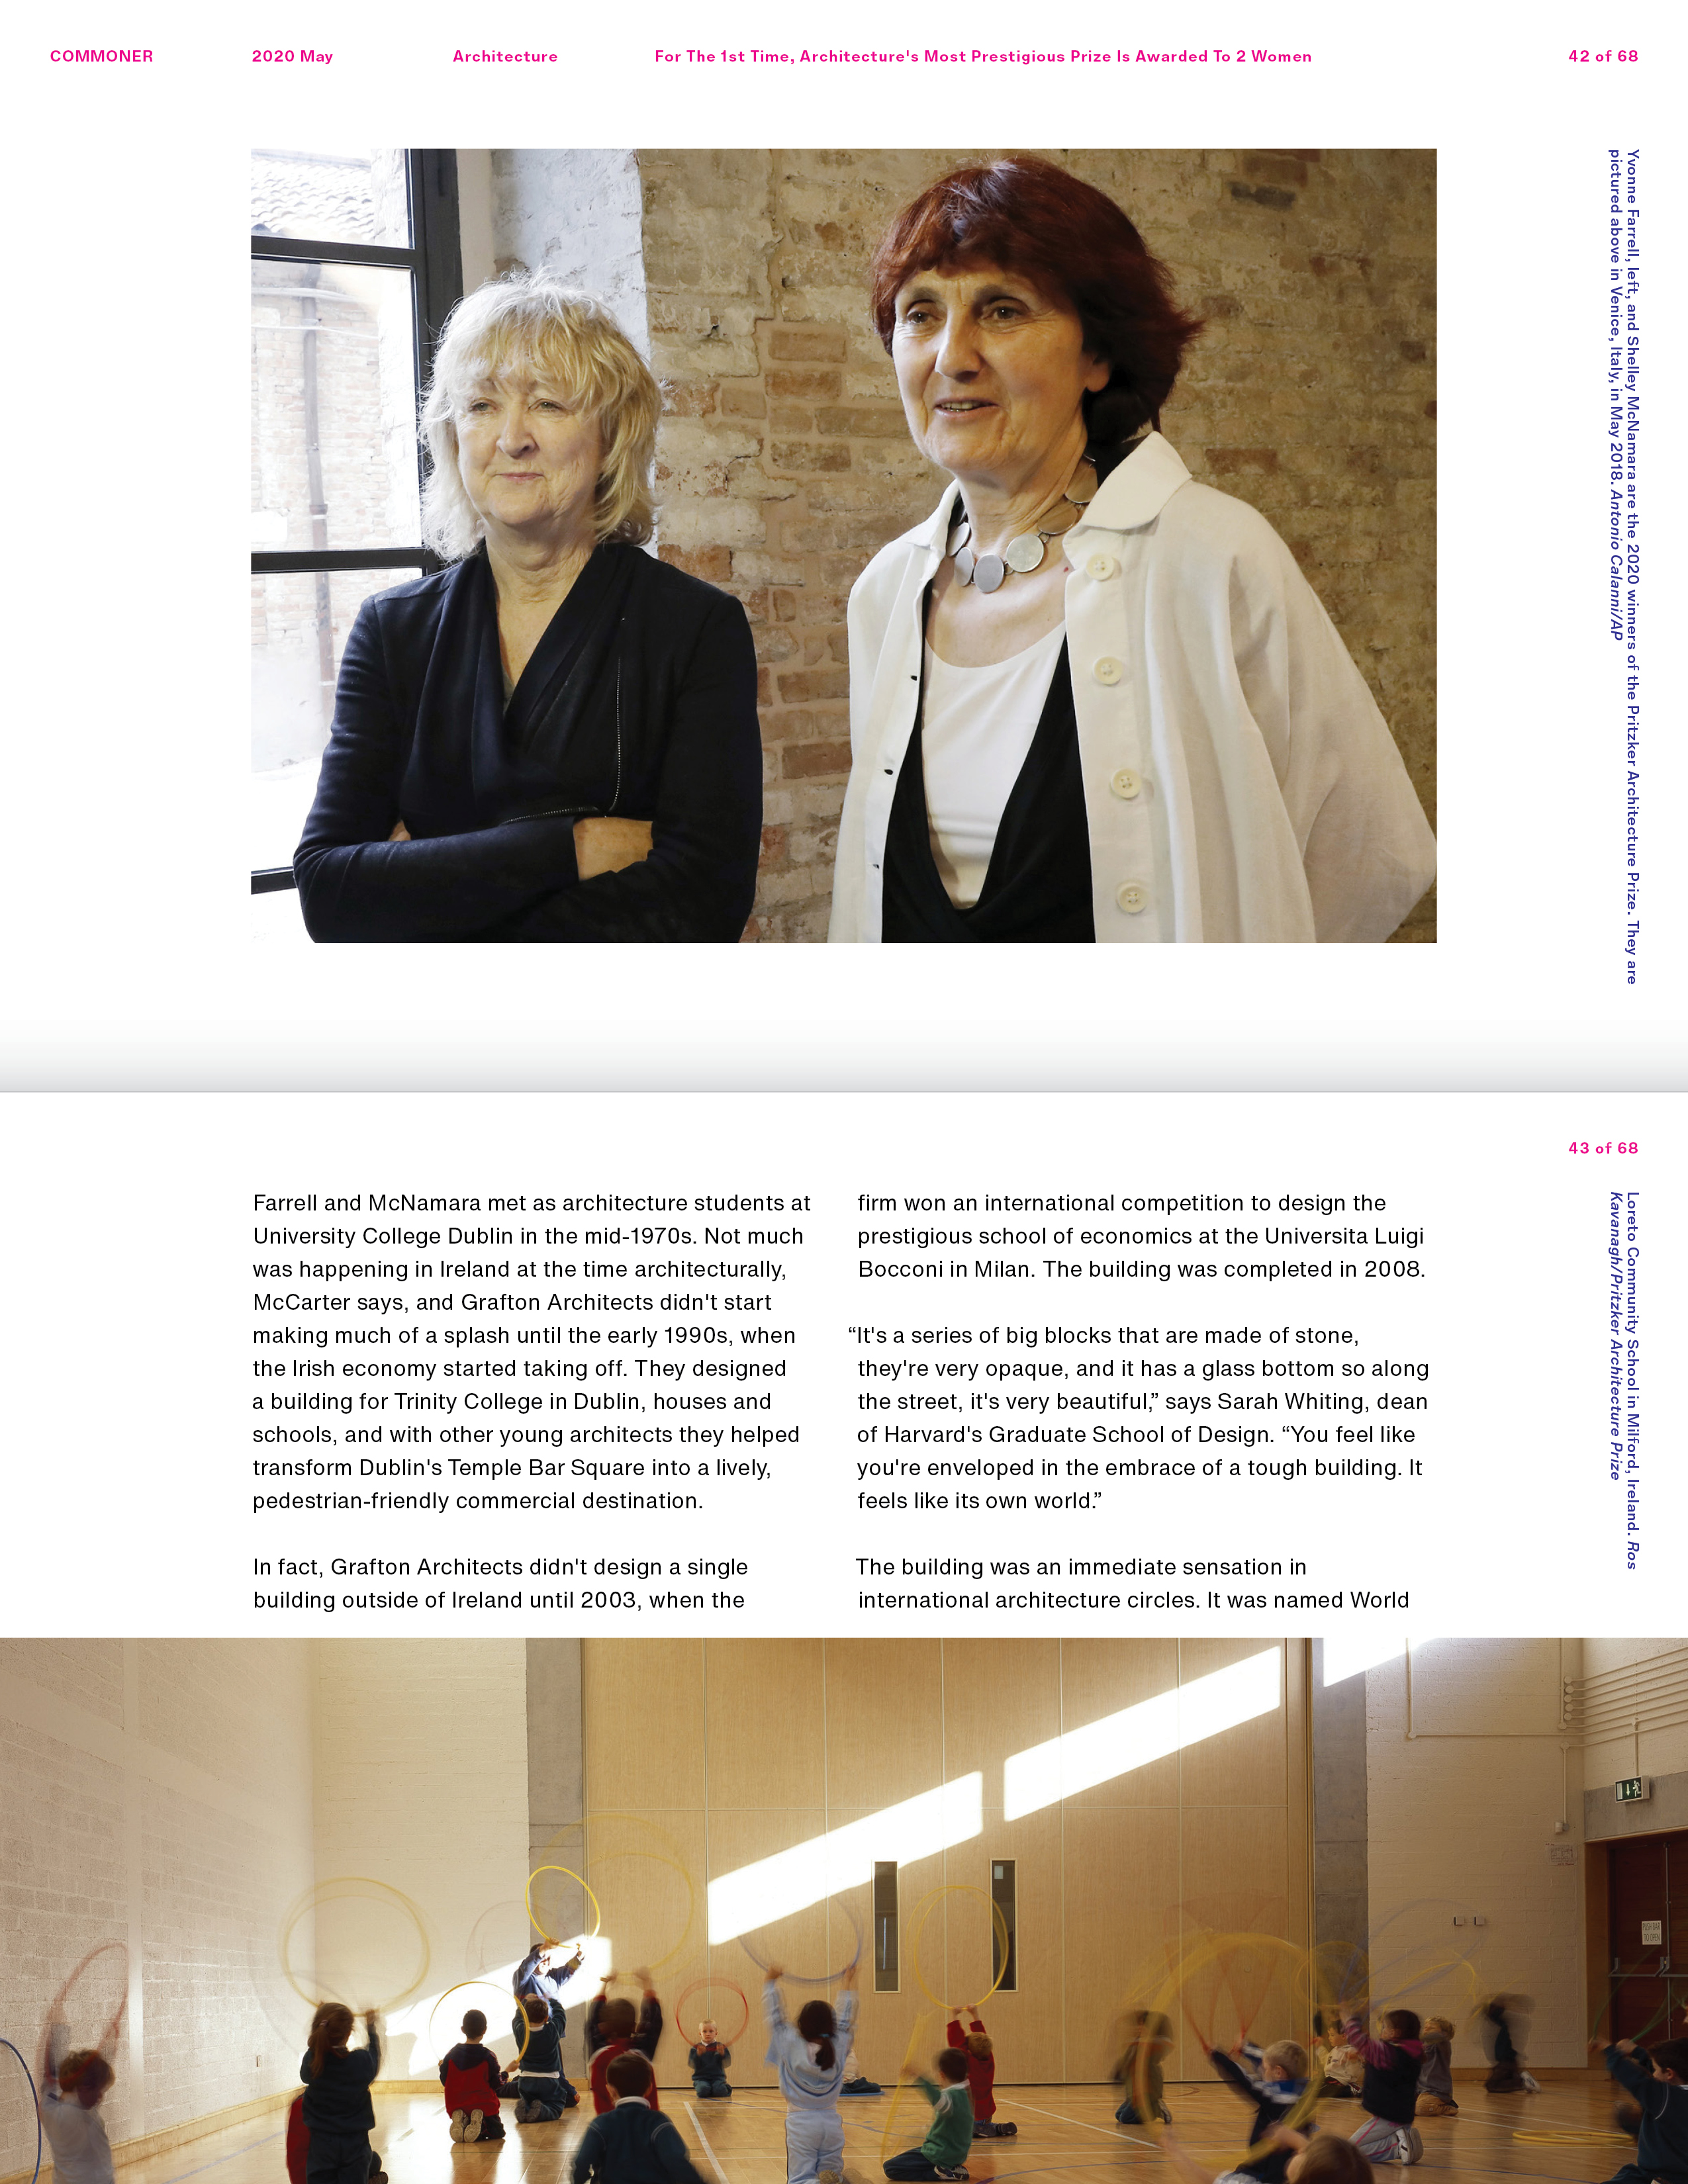 COMMONER 2020 May Architecture For The 1st Time, Architecture's Most Prestigious Prize Is Awarded To 2 Women 42 of 68
Yvonne Farrell, left, and Shelley McNamara are the 2020 winners of the Pritzker Architecture Prize. They are
pictured above in Venice, Italy, in May 2018. Antonio Calanni/AP
43 of 68
Farrell and McNamara met as architecture students at
University College Dublin in the mid-1970s. Not much
was happening in Ireland at the time architecturally,
McCarter says, and Grafton Architects didn't start
making much of a splash until the early 1990s, when
the Irish economy started taking off. They designed
a building for Trinity College in Dublin, houses and
schools, and with other young architects they helped
transform Dublin's Temple Bar Square into a lively,
pedestrian-friendly commercial destination.
In fact, Grafton Architects didn't design a single
building outside of Ireland until 2003, when the
firm won an international competition to design the
prestigious school of economics at the Universita Luigi
Bocconi in Milan. The building was completed in 2008.
“It's a series of big blocks that are made of stone,
they're very opaque, and it has a glass bottom so along
the street, it's very beautiful,” says Sarah Whiting, dean
of Harvard's Graduate School of Design. “You feel like
you're enveloped in the embrace of a tough building. It
feels like its own world.”
The building was an immediate sensation in
international architecture circles. It was named World
Loreto Community School in Milford, Ireland. Ros
Kavanagh/Pritzker Architecture Prize
PUSH BAR
TO OPEN